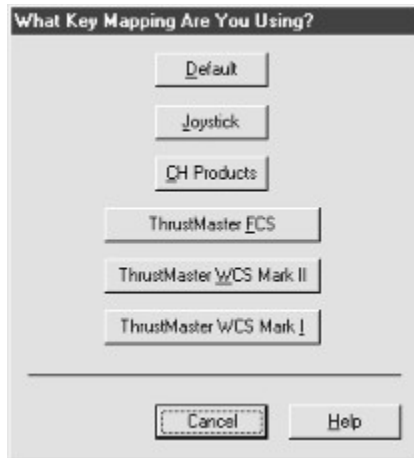 What Key Mapping Are You Using?
Default
Joystick
CH Products
ThrustMaster FCS
ThrustMaster WCS Mark II
ThrustMaster WCS Mark I
Cancel Help